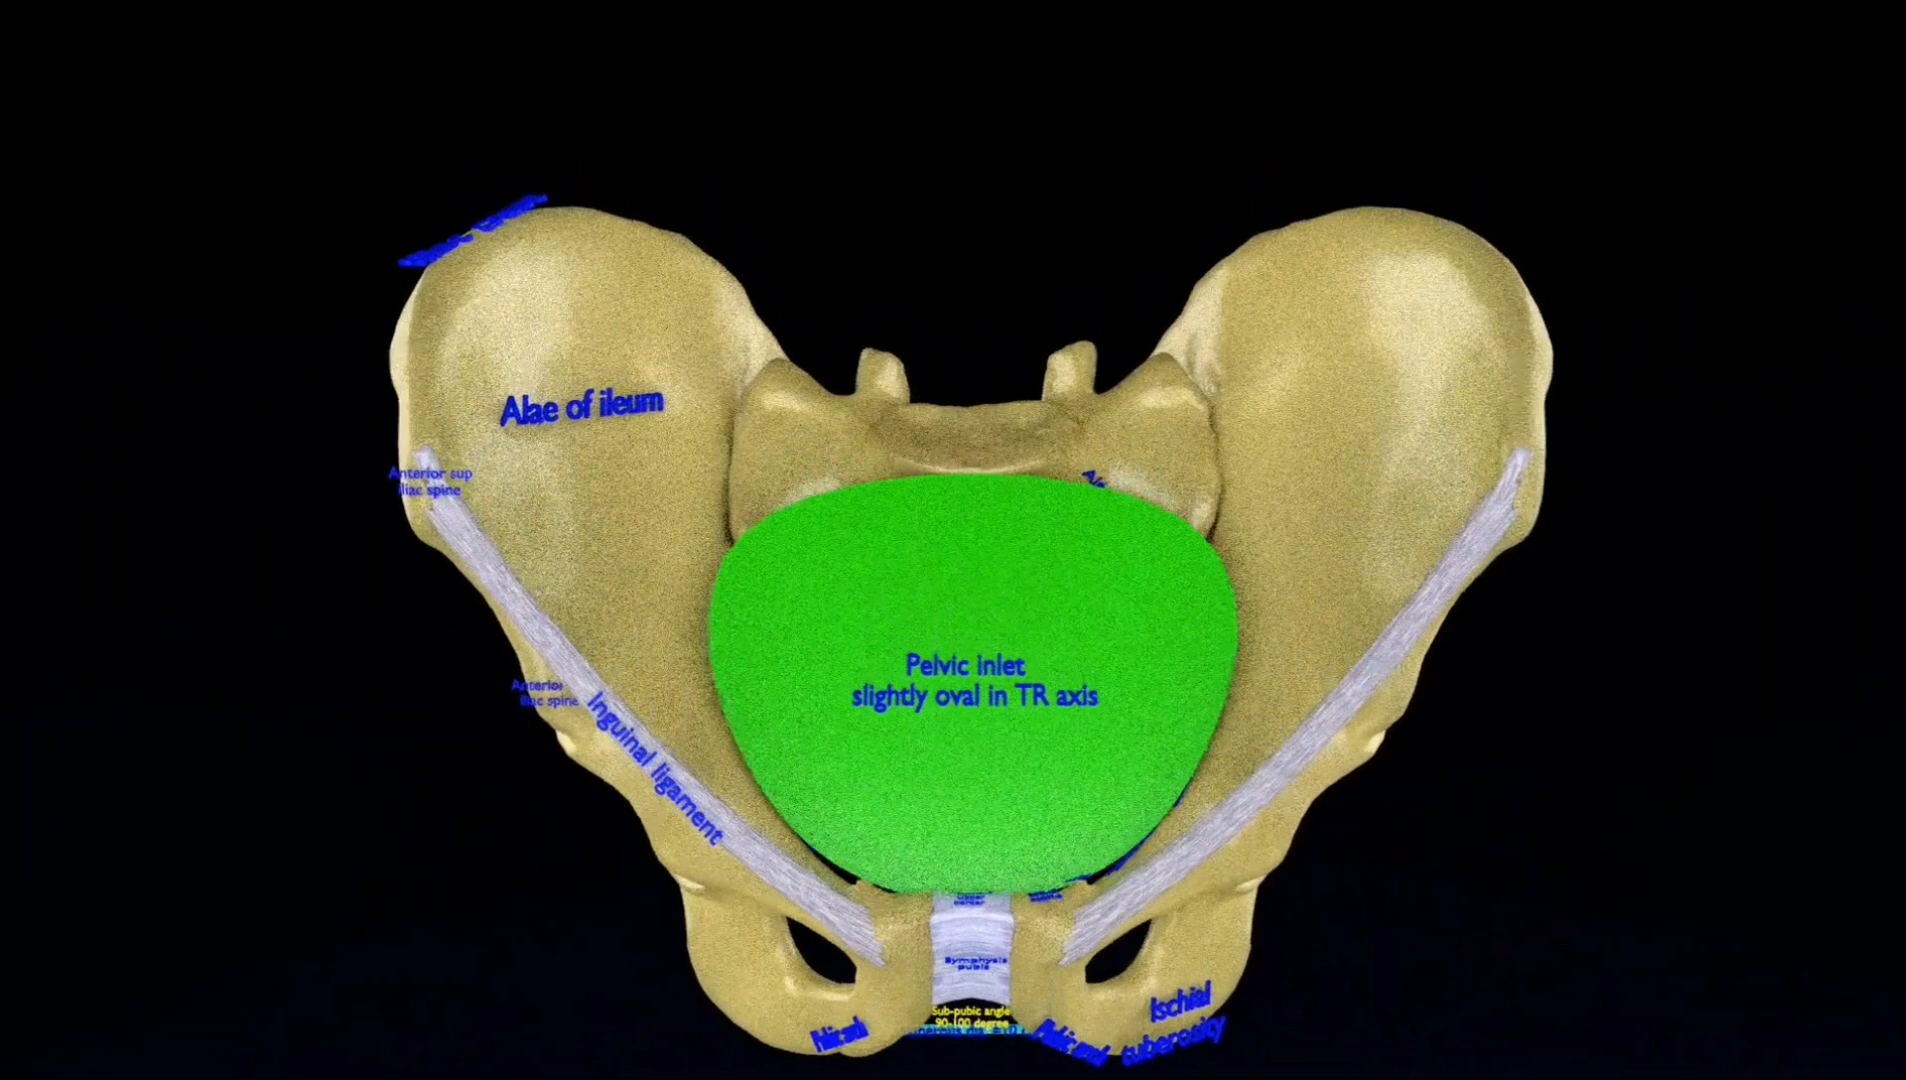 Alae of ileum
Anterior sup
iliac spine
Anterior
iliac spine
Inguinal ligament
Pelvic inlet
slightly oval in TR axis
Symphysis
pubis
Sub-pubic angle
90-100 degree
Ischial
tuberosity